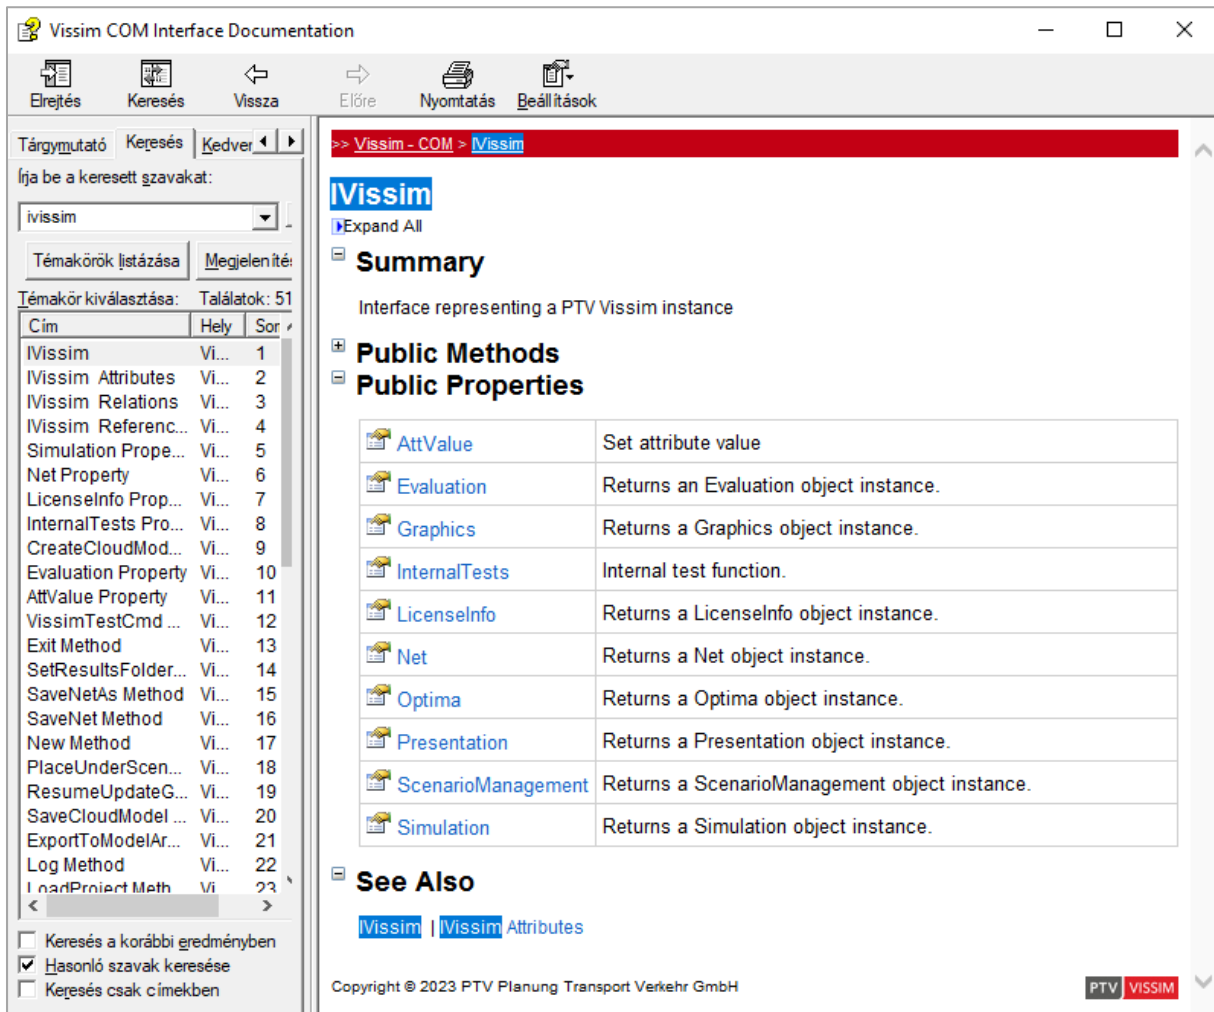 Vissim COM Interface Documentation
Elrejtés Keresés Vissza Előre Nyomtatás Beállítások
Tárgymutató Keresés Kedver
Írja be a keresett szavakat:
ivissim
Témakörök listázása Megjelenítés
Témakör kiválasztása: Találatok: 51
Cím Hely Sor
IVissim Vi... 1
IVissim Attributes Vi... 2
IVissim Relations Vi... 3
IVissim Referenc... Vi... 4
Simulation Prope... Vi... 5
Net Property Vi... 6
LicenseInfo Prop... Vi... 7
InternalTests Pro... Vi... 8
CreateCloudMod... Vi... 9
Evaluation Property Vi... 10
AttValue Property Vi... 11
VissimTestCmd ... Vi... 12
Exit Method Vi... 13
SetResultsFolder... Vi... 14
SaveNetAs Method Vi... 15
SaveNet Method Vi... 16
New Method Vi... 17
PlaceUnderScen... Vi... 18
ResumeUpdateG... Vi... 19
SaveCloudModel ... Vi... 20
ExportToModelAr... Vi... 21
Log Method Vi... 22
LoadProject Meth... Vi... 23
Keresés a korábbi eredményben
Hasonló szavak keresése
Keresés csak címekben
>> Vissim - COM > IVissim
IVissim
Expand All
Summary
Interface representing a PTV Vissim instance
Public Methods
Public Properties
AttValue Set attribute value
Evaluation Returns an Evaluation object instance.
Graphics Returns a Graphics object instance.
InternalTests Internal test function.
LicenseInfo Returns a LicenseInfo object instance.
Net Returns a Net object instance.
Optima Returns a Optima object instance.
Presentation Returns a Presentation object instance.
ScenarioManagement Returns a ScenarioManagement object instance.
Simulation Returns a Simulation object instance.
See Also
IVissim | IVissim Attributes
Copyright © 2023 PTV Planung Transport Verkehr GmbH
PTV VISSIM